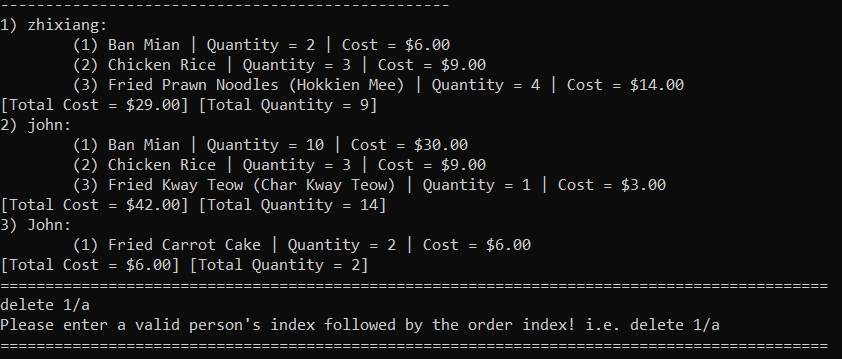 --------------------------------------------------
1) zhixiang:
(1) Ban Mian | Quantity = 2 | Cost = $6.00
(2) Chicken Rice | Quantity = 3 | Cost = $9.00
(3) Fried Prawn Noodles (Hokkien Mee) | Quantity = 4 | Cost = $14.00
[Total Cost = $29.00] [Total Quantity = 9]
2) john:
(1) Ban Mian | Quantity = 10 | Cost = $30.00
(2) Chicken Rice | Quantity = 3 | Cost = $9.00
(3) Fried Kway Teow (Char Kway Teow) | Quantity = 1 | Cost = $3.00
[Total Cost = $42.00] [Total Quantity = 14]
3) John:
(1) Fried Carrot Cake | Quantity = 2 | Cost = $6.00
[Total Cost = $6.00] [Total Quantity = 2]
============================================================================================
delete 1/a
Please enter a valid person's index followed by the order index! i.e. delete 1/a
============================================================================================